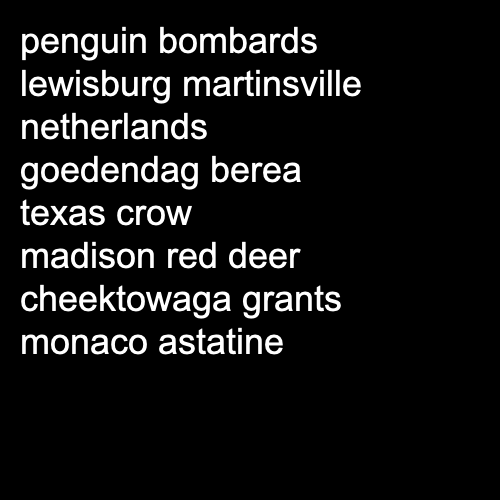 penguin bombards
lewisburg martinsville
netherlands
goedendag berea
texas crow
madison red deer
cheektowaga grants
monaco astatine